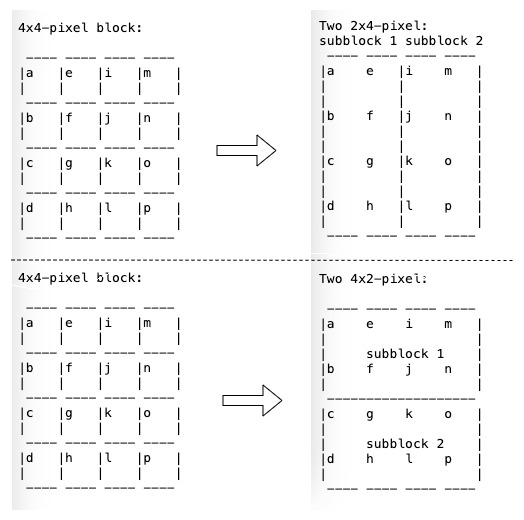 4x4-pixel block:
a e i m
b f j n
c g k o
d h l p
Two 2x4-pixel:
subblock 1 subblock 2
a e i m
b f j n
c g k o
d h l p
4x4-pixel block:
a e i m
b f j n
c g k o
d h l p
Two 4x2-pixel:
a e i m
subblock 1
b f j n
c g k o
subblock 2
d h l p